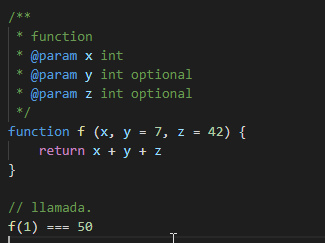 /**
 * function
 * @param x int
 * @param y int optional
 * @param z int optional
 */
function f (x, y = 7, z = 42) {
    return x + y + z
}
// llamada.
f(1) === 50